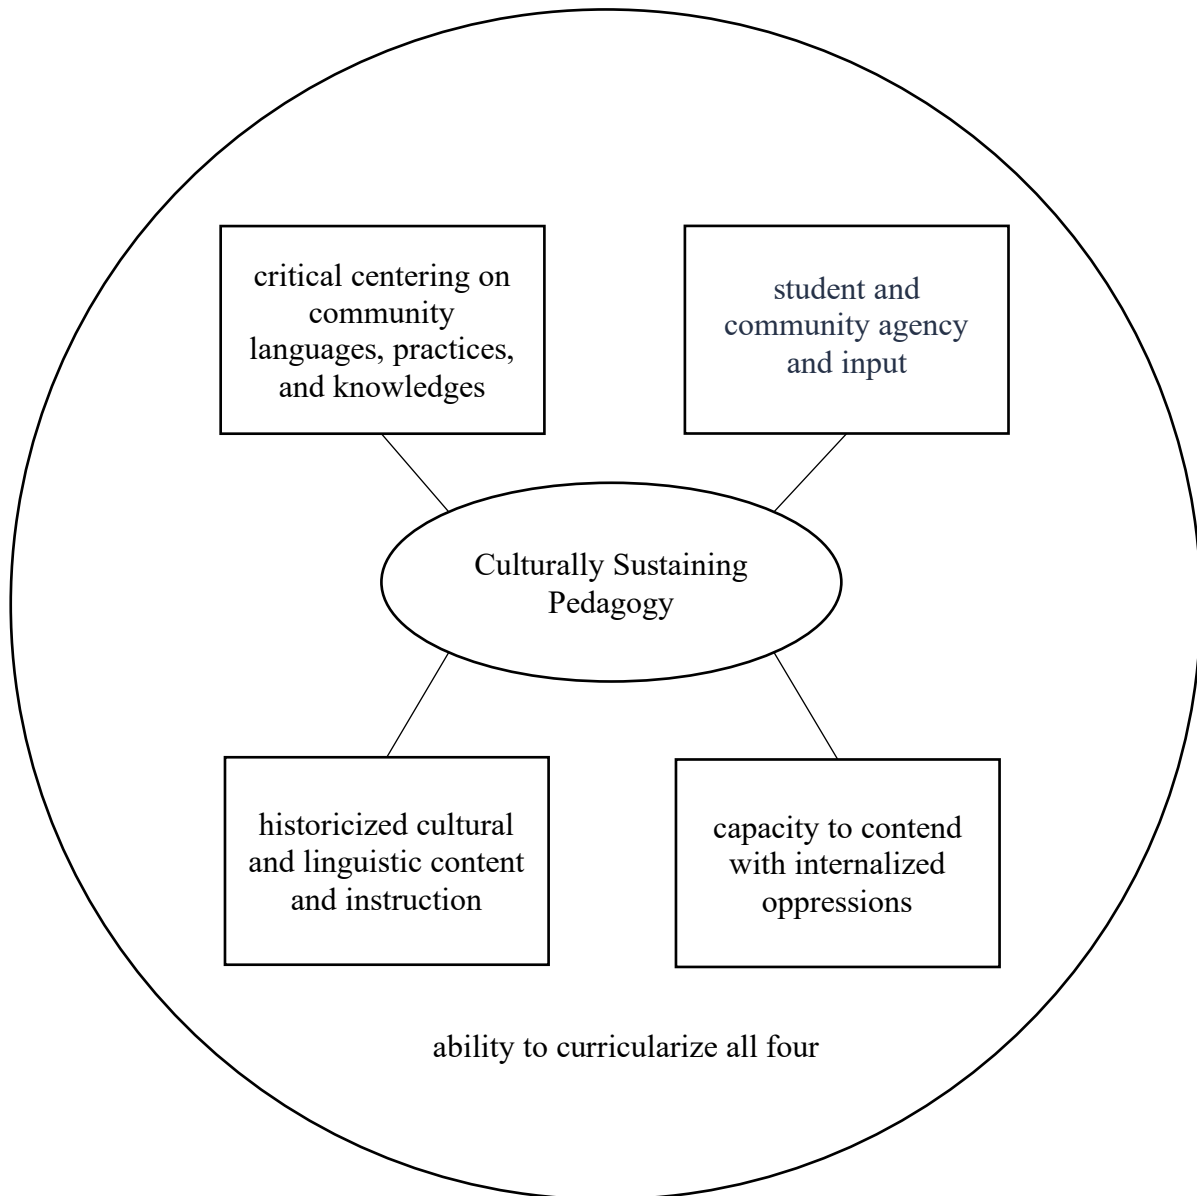 critical centering on
community
languages, practices,
and knowledges
student and
community agency
and input
Culturally Sustaining
Pedagogy
historicized cultural
and linguistic content
and instruction
capacity to contend
with internalized
oppressions
ability to curricularize all four